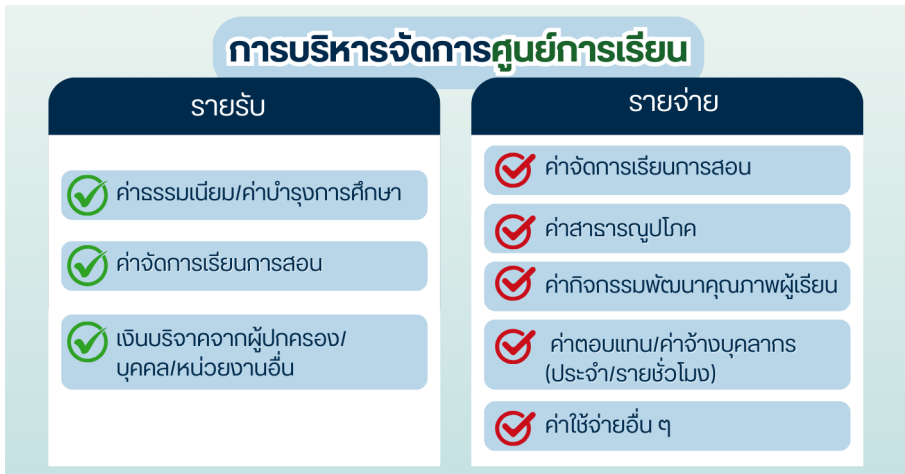 การบริหารจัดการศูนย์การเรียน
รายรับ
ค่าธรรมเนียม/ค่าบำรุงการศึกษา
ค่าจัดการเรียนการสอน
เงินบริจาคจากผู้ปกครอง/
บุคคล/หน่วยงานอื่น
รายจ่าย
ค่าจัดการเรียนการสอน
ค่าสาธารณูปโภค
ค่ากิจกรรมพัฒนาคุณภาพผู้เรียน
ค่าตอบแทน/ค่าจ้างบุคลากร
(ประจำ/รายชั่วโมง)
ค่าใช้จ่ายอื่น ๆ